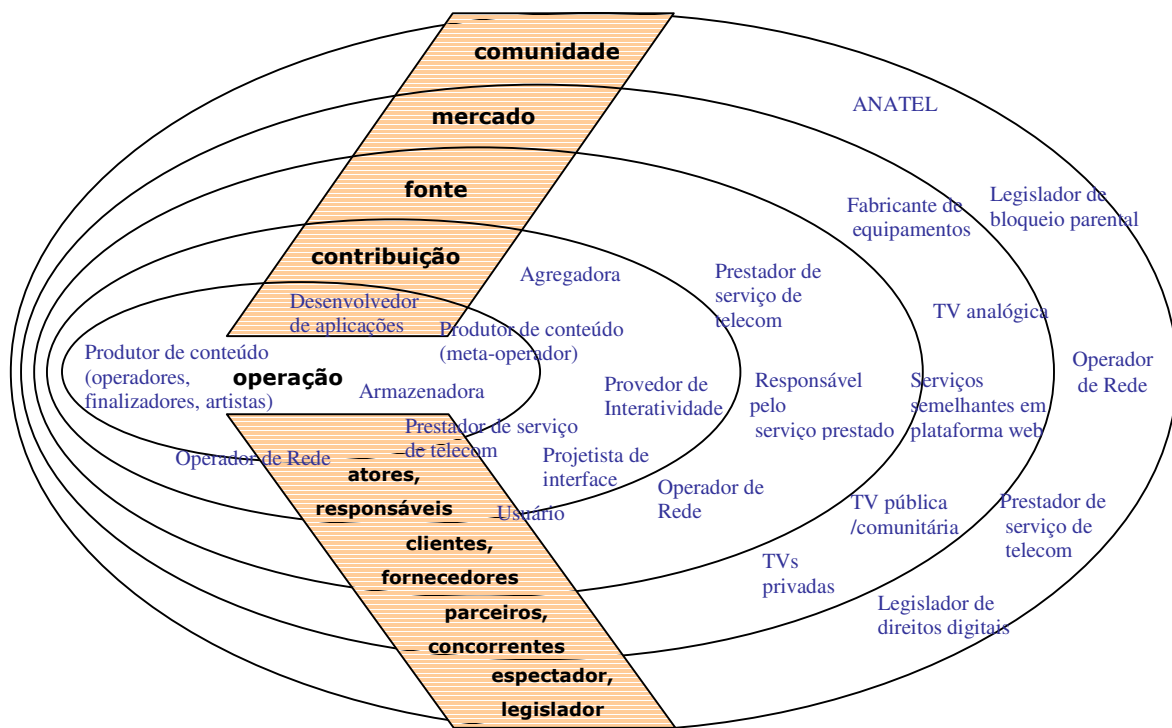 comunidade
ANATEL
mercado
fonte
Fabricante de
equipamentos
Legislador de
bloqueio parental
contribuição
Agregadora
Prestador de
serviço de
telecom
Desenvolvedor
de aplicações
Produtor de conteúdo
(meta-operador)
TV analógica
Produtor de conteúdo
(operadores,
finalizadores, artistas)
operação
Armazenadora
Provedor de
Interatividade
Responsável
pelo
serviço prestado
Serviços
semelhantes em
plataforma web
Operador
de Rede
Prestador de serviço
de telecom
Operador de Rede
Projetista de
interface
atores,
responsáveis
Usuário
Operador de
Rede
TV pública
/comunitária
Prestador de
serviço de
telecom
clientes,
fornecedores
TVs
privadas
parceiros,
concorrentes
Legislador de
direitos digitais
espectador,
legislador